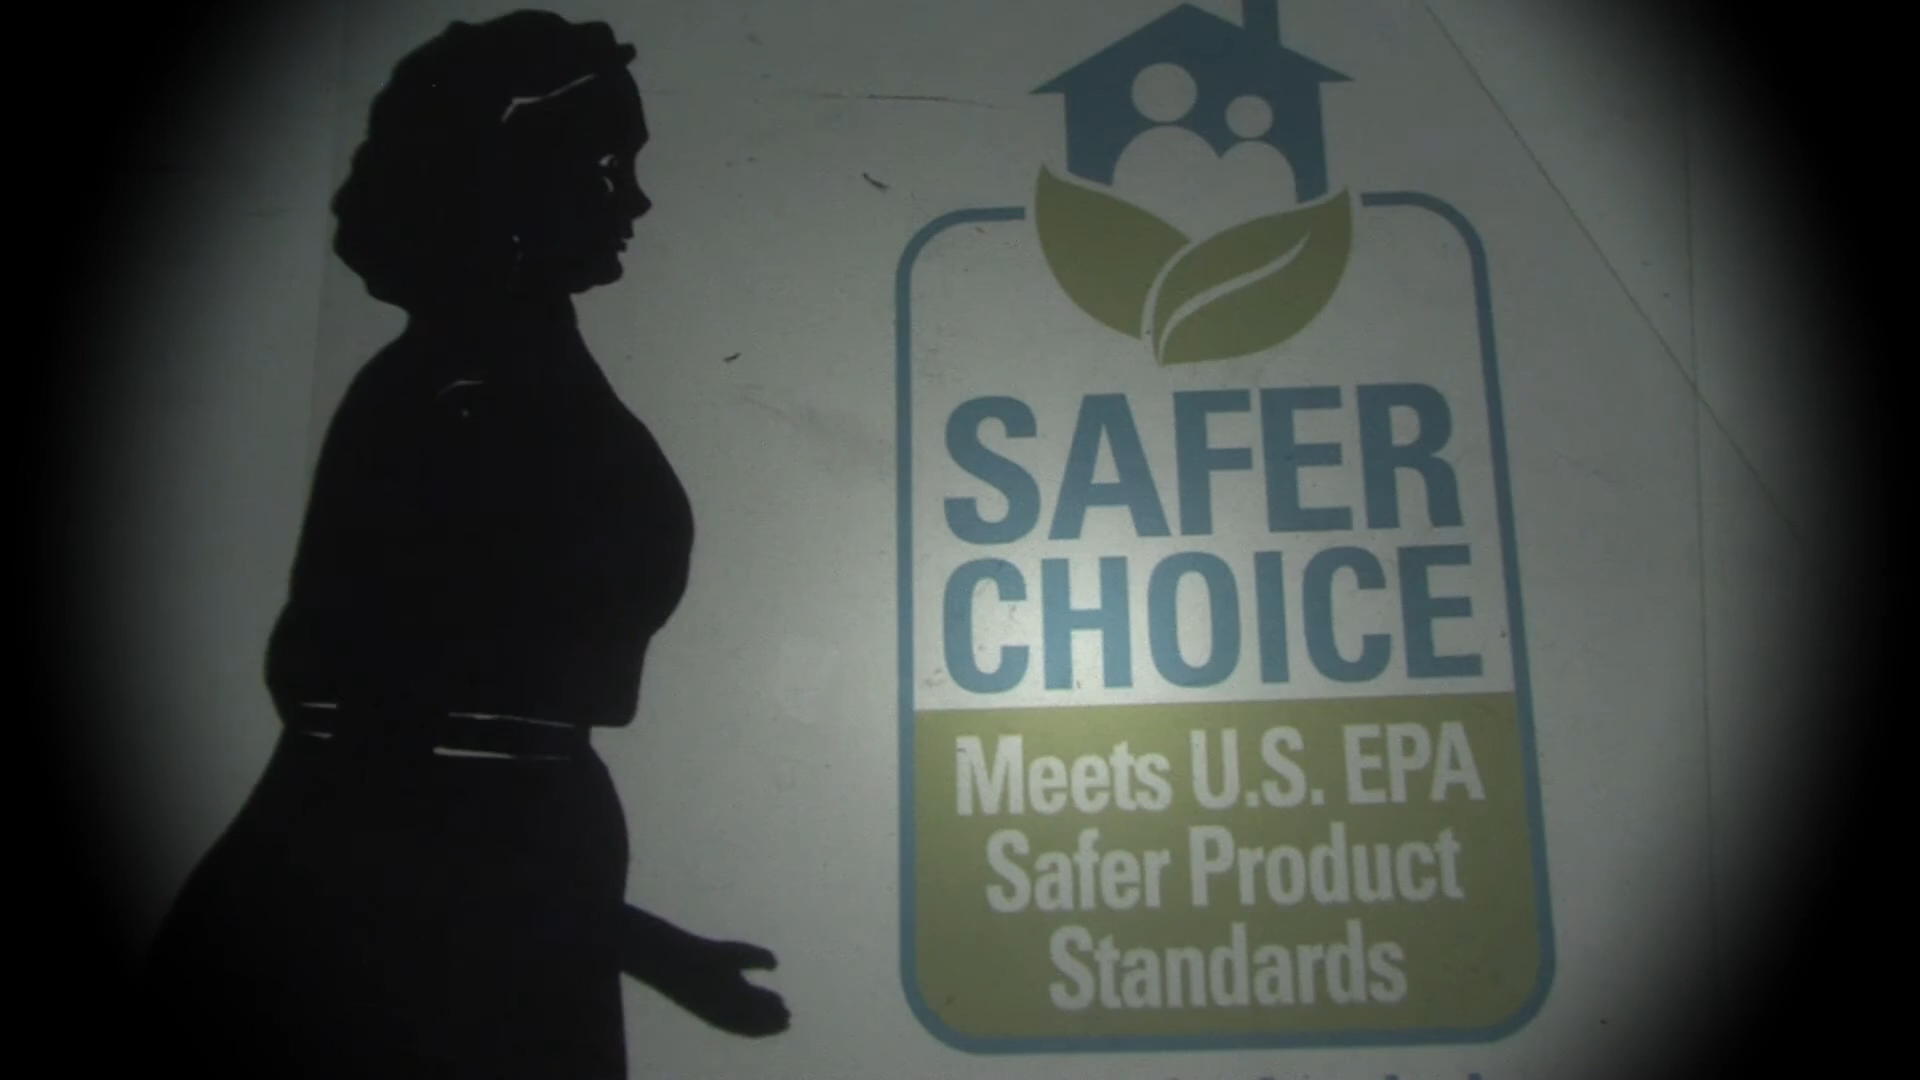 SAFER
CHOICE
Meets U.S. EPA
Safer Product
Standards